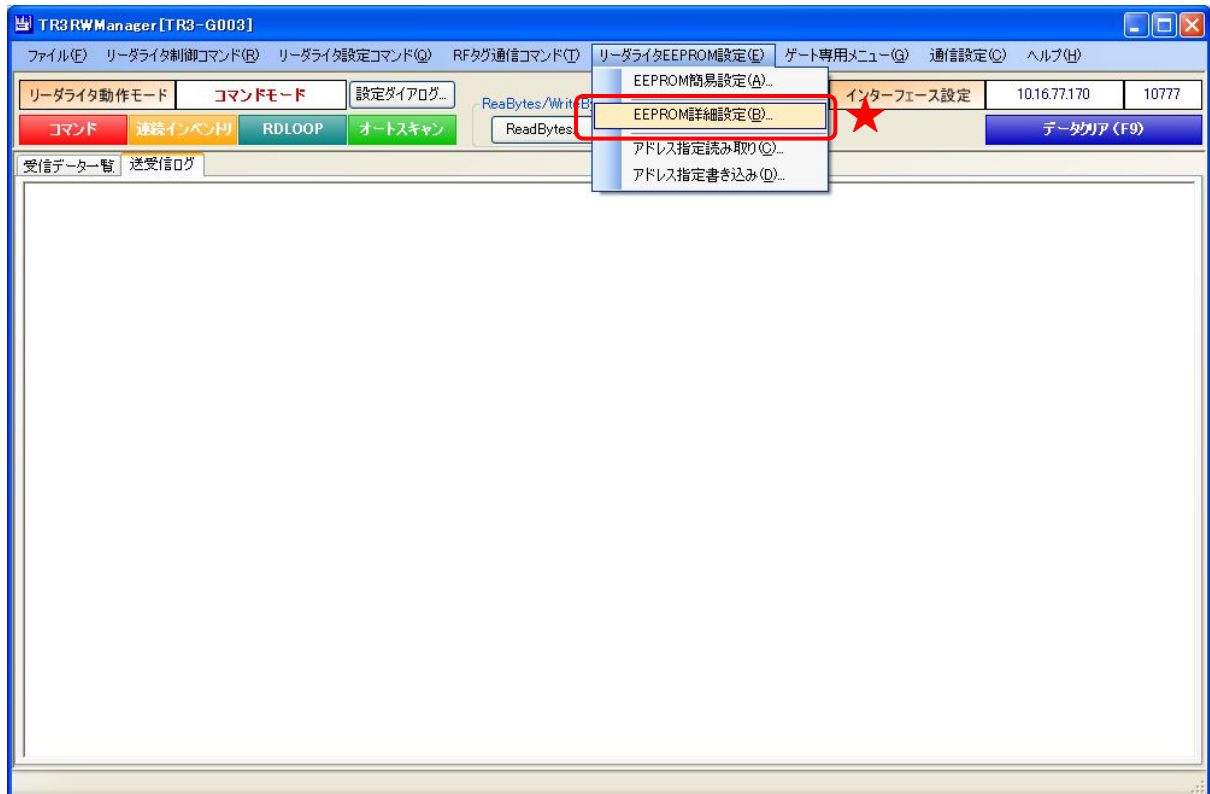 TR3RWManager[TR3-G003]
ファイル(F) リーダライタ制御コマンド(R) リーダライタ設定コマンド(Q) RFタグ通信コマンド(T) リーダライタEEPROM設定(E) ゲート専用メニュー(G) 通信設定(C) ヘルプ(H)
リーダライタ動作モード コマンドモード 設定ダイアログ... インターフェース設定 10.16.77.170 10777
ReaBytes/WriteB
コマンド 連続インベントリ RDLOOP オートスキャン ReadBytes. データクリア(F9)
EEPROM簡易設定(A)...
EEPROM詳細設定(B)...
アドレス指定読み取り(C)...
アドレス指定書き込み(D)...
受信データ一覧 送受信ログ